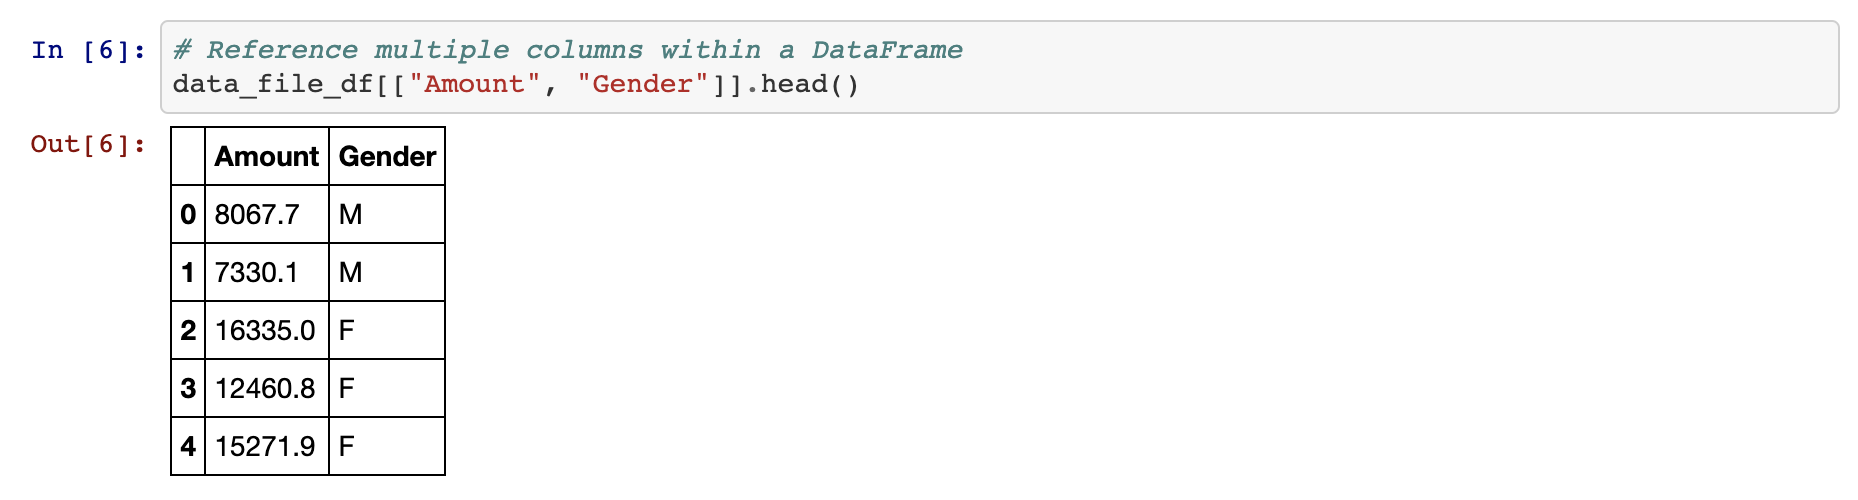 In [6]: # Reference multiple columns within a DataFrame
data_file_df[["Amount", "Gender"]].head()
Out[6]:
Amount Gender
0 8067.7 M
1 7330.1 M
2 16335.0 F
3 12460.8 F
4 15271.9 F